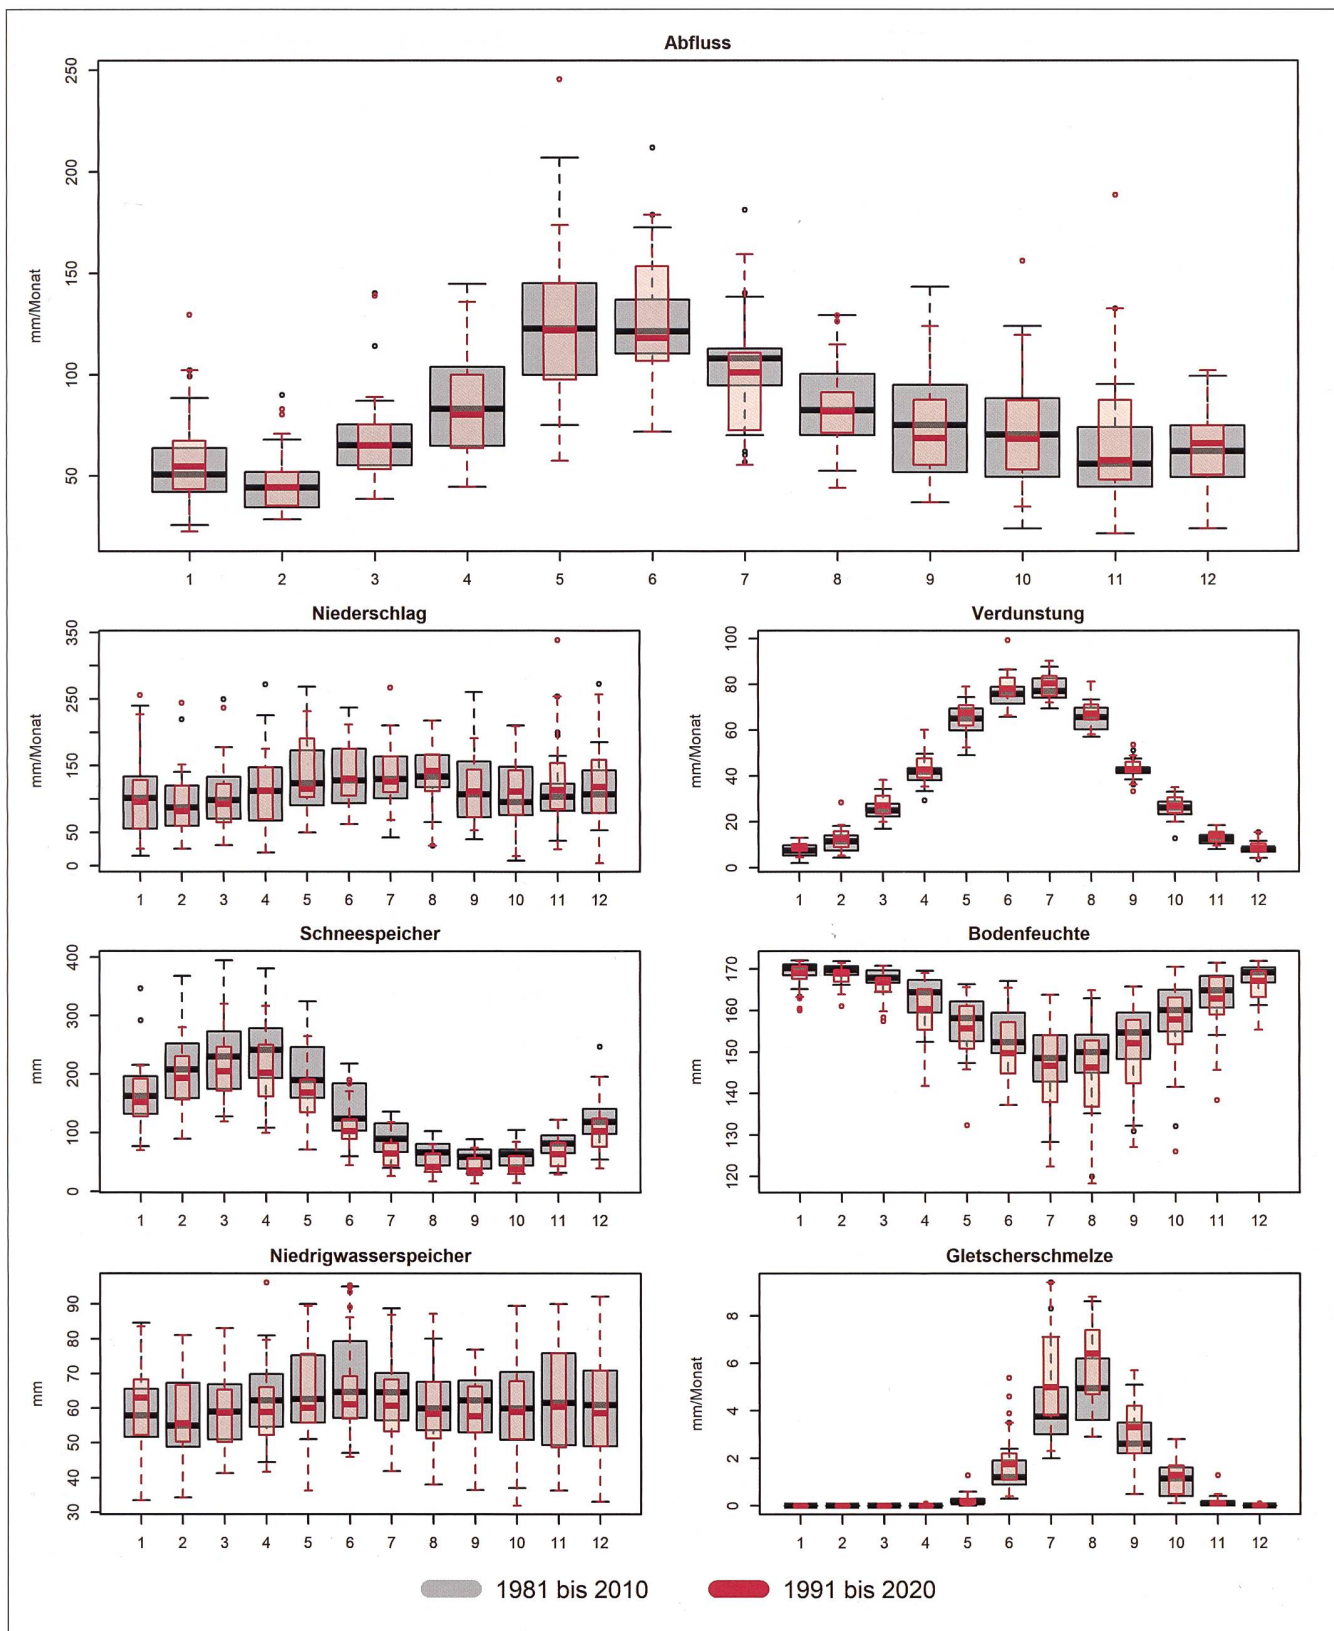 Abfluss
mm/Monat
250
200
150
100
50
1 2 3 4 5 6 7 8 9 10 11 12
Niederschlag
mm/Monat
350
250
150
50
0
1 2 3 4 5 6 7 8 9 10 11 12
Verdunstung
mm/Monat
100
80
60
40
20
0
1 2 3 4 5 6 7 8 9 10 11 12
Schneespeicher
mm
400
300
200
100
0
1 2 3 4 5 6 7 8 9 10 11 12
Bodenfeuchte
mm
170
160
150
140
130
120
1 2 3 4 5 6 7 8 9 10 11 12
Niedrigwasserspeicher
mm
90
80
70
60
50
40
30
1 2 3 4 5 6 7 8 9 10 11 12
Gletscherschmelze
mm/Monat
8
6
4
2
0
1 2 3 4 5 6 7 8 9 10 11 12
1981 bis 2010
1991 bis 2020